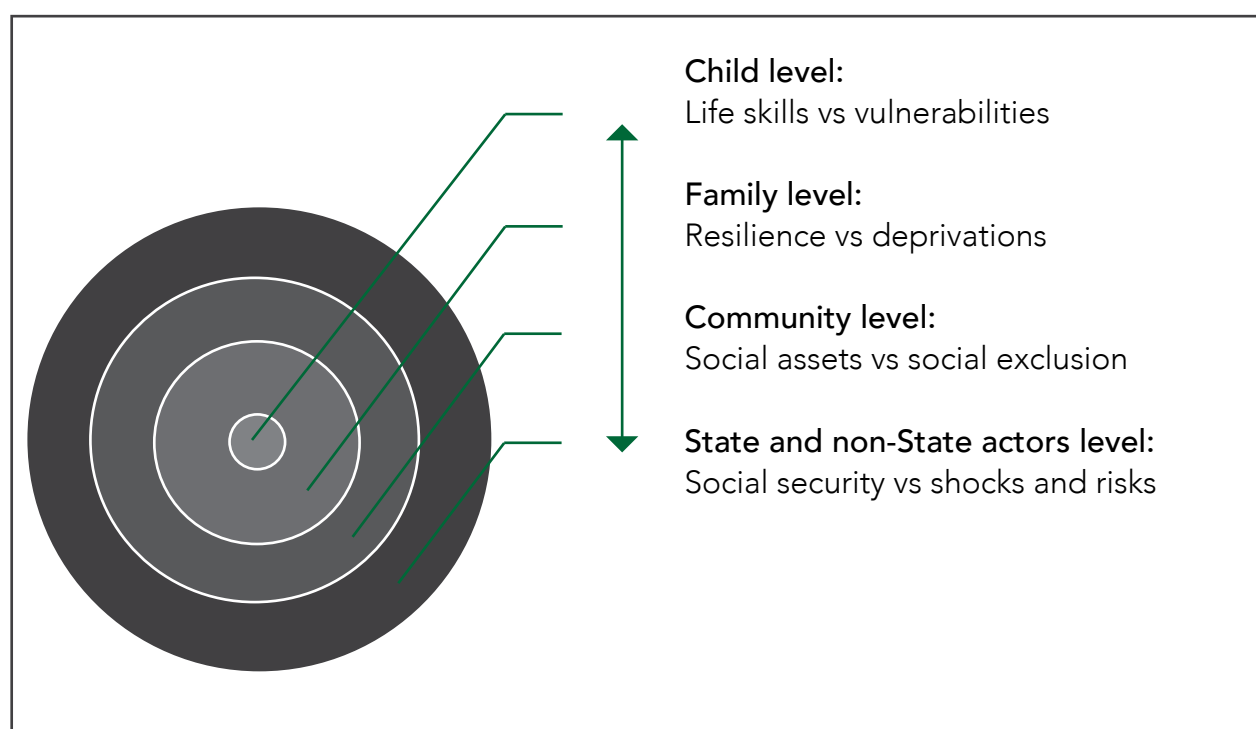 Child level:
Life skills vs vulnerabilities
Family level:
Resilience vs deprivations
Community level:
Social assets vs social exclusion
State and non-State actors level:
Social security vs shocks and risks